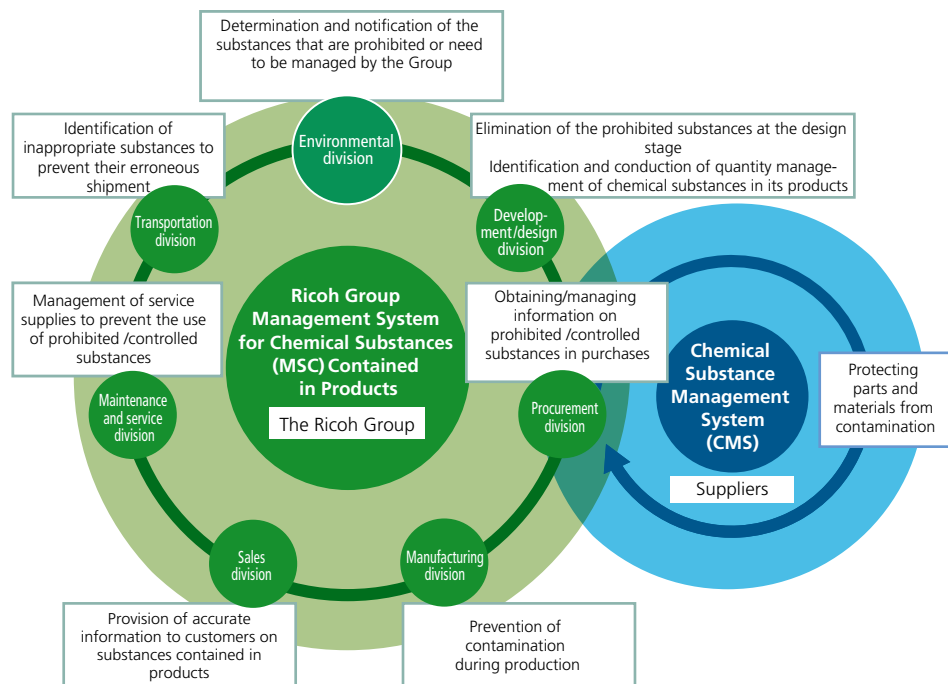 Determination and notification of the
substances that are prohibited or need
to be managed by the Group
Identification of
inappropriate substances to
prevent their erroneous
shipment
Environmental
division
Elimination of the prohibited substances at the design
stage
Identification and conduction of quantity manage-
ment of chemical substances in its products
Transportation
division
Develop-
ment/design
division
Management of service
supplies to prevent the use
of prohibited /controlled
substances
Ricoh Group
Management System
for Chemical Substances
(MSC) Contained
in Products
The Ricoh Group
Obtaining/managing
information on
prohibited /controlled
substances in purchases
Chemical
Substance
Management
System
(CMS)
Suppliers
Protecting
parts and
materials from
contamination
Maintenance
and service
division
Procurement
division
Sales
division
Manufacturing
division
Provision of accurate
information to customers on
substances contained in
products
Prevention of
contamination
during production